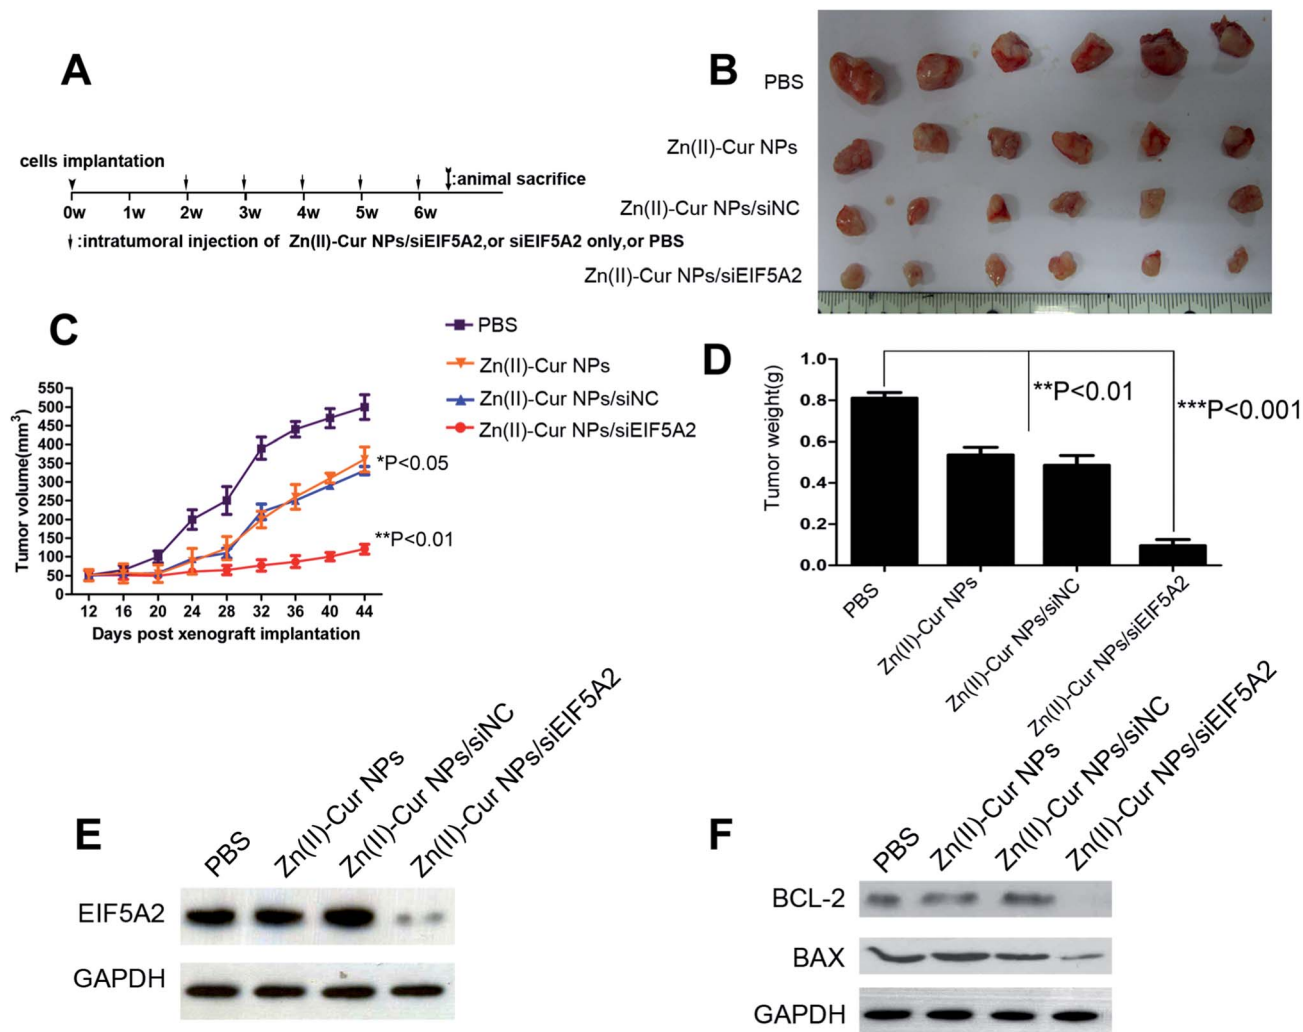 A
cells implantation
:animal sacrifice
0w 1w 2w 3w 4w 5w 6w
:intratumoral injection of Zn(II)-Cur NPs/siEIF5A2,or siEIF5A2 only,or PBS
B
PBS
Zn(II)-Cur NPs
Zn(II)-Cur NPs/siNC
Zn(II)-Cur NPs/siEIF5A2
C
PBS
Zn(II)-Cur NPs
Zn(II)-Cur NPs/siNC
Zn(II)-Cur NPs/siEIF5A2
Tumor volume(mm³)
550
500
450
400
350
300
250
200
150
100
50
0
*P<0.05
**P<0.01
12 16 20 24 28 32 36 40 44
Days post xenograft implantation
D
Tumor weight(g)
1.0
0.8
0.6
0.4
0.2
0.0
**P<0.01
***P<0.001
PBS
Zn(II)-Cur NPs
Zn(II)-Cur NPs/siNC
Zn(II)-Cur NPs/siEIF5A2
E
PBS
Zn(II)-Cur NPs
Zn(II)-Cur NPs/siNC
Zn(II)-Cur NPs/siEIF5A2
EIF5A2
GAPDH
F
PBS
Zn(II)-Cur NPs
Zn(II)-Cur NPs/siNC
Zn(II)-Cur NPs/siEIF5A2
BCL-2
BAX
GAPDH